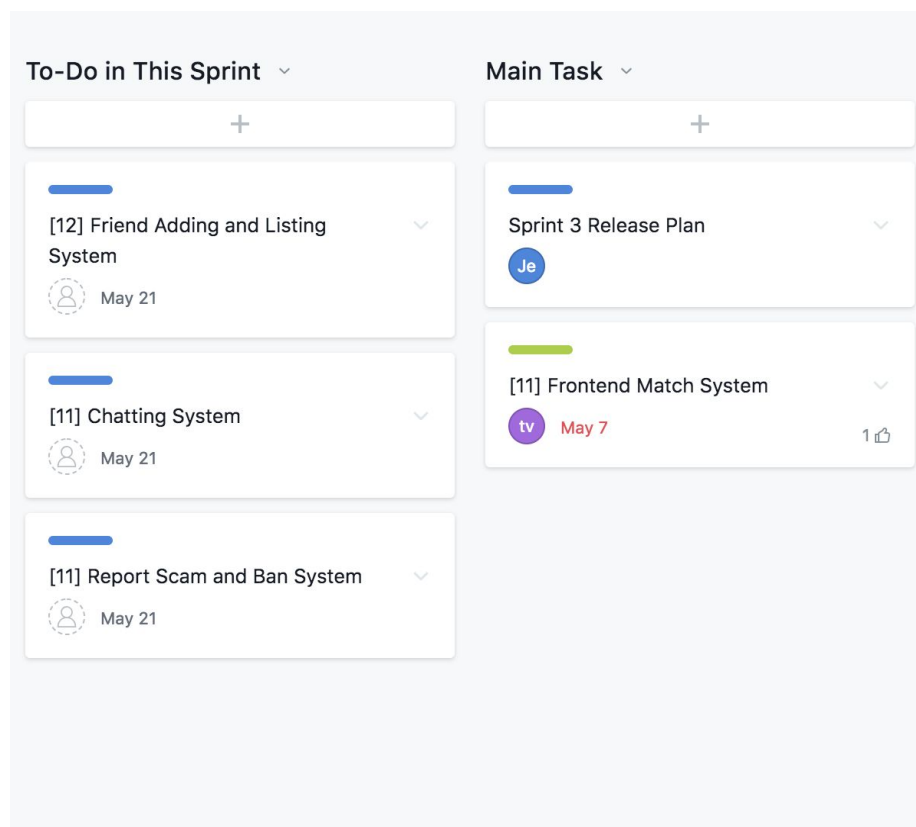 To-Do in This Sprint
[12] Friend Adding and Listing
System
May 21
[11] Chatting System
May 21
[11] Report Scam and Ban System
May 21
Main Task
Sprint 3 Release Plan
Je
[11] Frontend Match System
tv
May 7
1